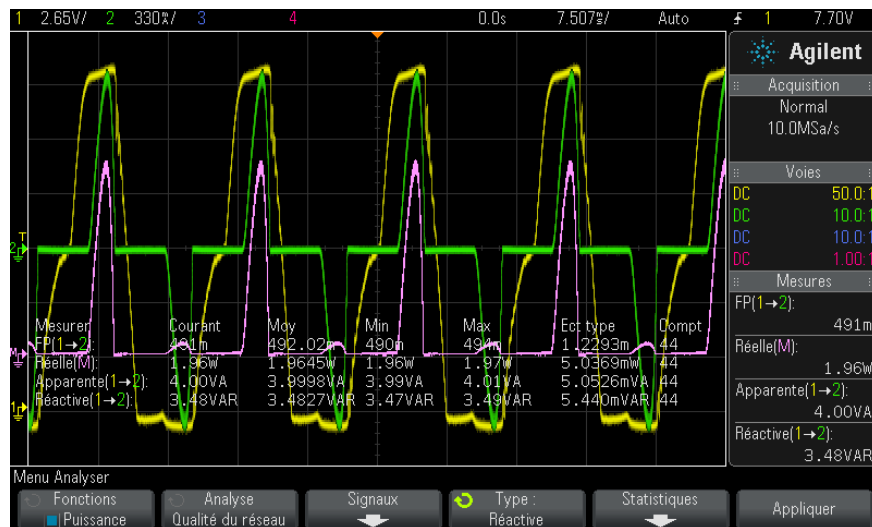 1 2.65V/ 2 330%/ 3 4 0.0s 7.507%/ Auto 1 7.70V
Agilent
Acquisition
Normal
10.0MSa/s
Voies
DC 50.0:1
DC 10.0:1
DC 10.0:1
DC 1.00:1
Mesures
FP(1→2):
491m
Réelle(M):
1.96W
Apparente(1→2):
4.00VA
Réactive(1→2):
3.48VAR
T
2
M
1
Mesurer Courant Moy Min Max Ect type Compt
FP(1→2): 491m 492.02m 490m 494m 1.2293m 44
Réelle(M): 1.96W 1.9645W 1.96W 1.97W 5.0369mW 44
Apparente(1→2): 4.00VA 3.9998VA 3.99VA 4.01VA 5.0526mVA 44
Réactive(1→2): 3.48VAR 3.4827VAR 3.47VAR 3.49VAR 5.440mVAR 44
Menu Analyser
Fonctions Analyse Signaux Type : Statistiques Appliquer
Puissance Qualité du réseau Réactive